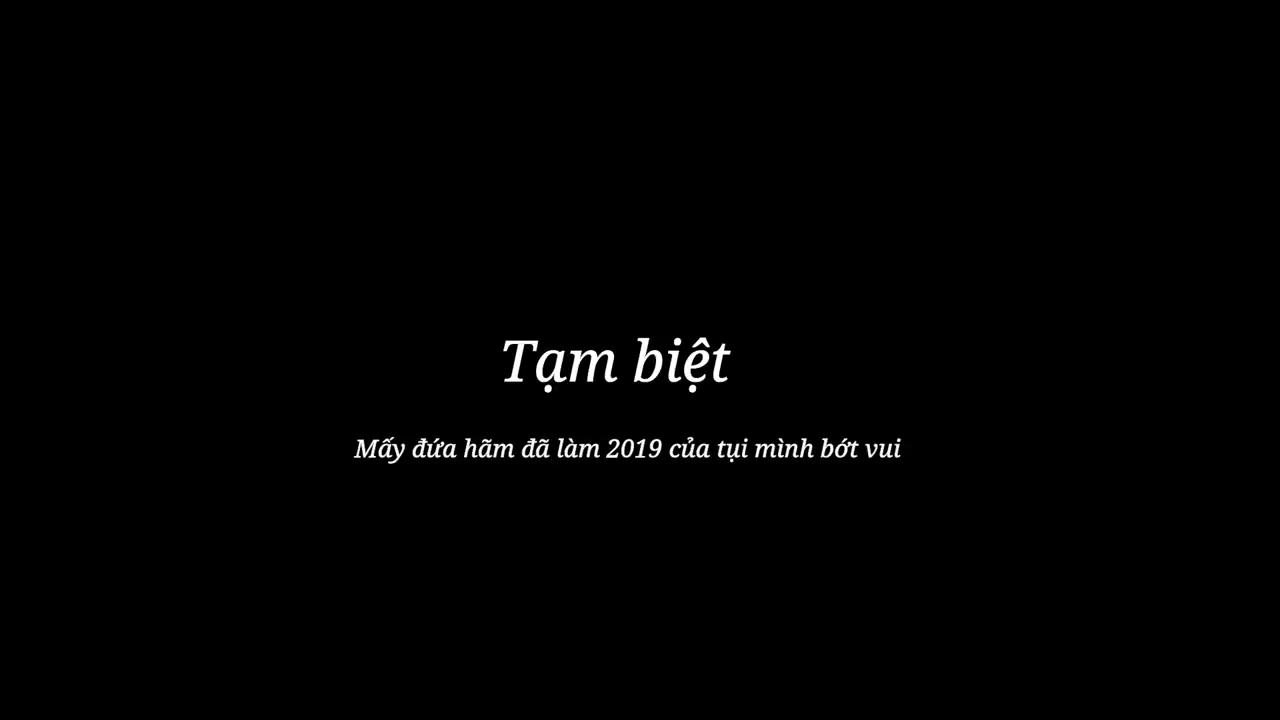 Tạm biệt
Mấy đứa hãm đã làm 2019 của tụi mình bớt vui